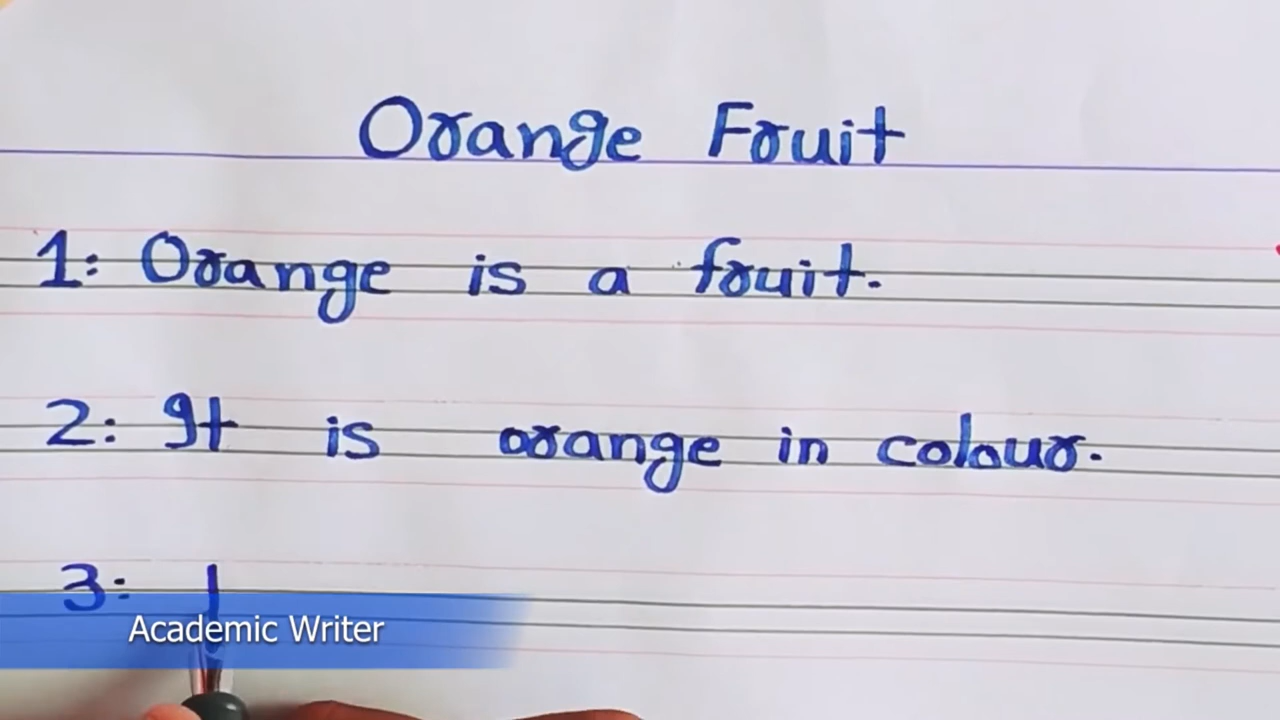 Orange Fruit
1: Orange is a fruit.
2: It is orange in colour.
3:
Academic Writer